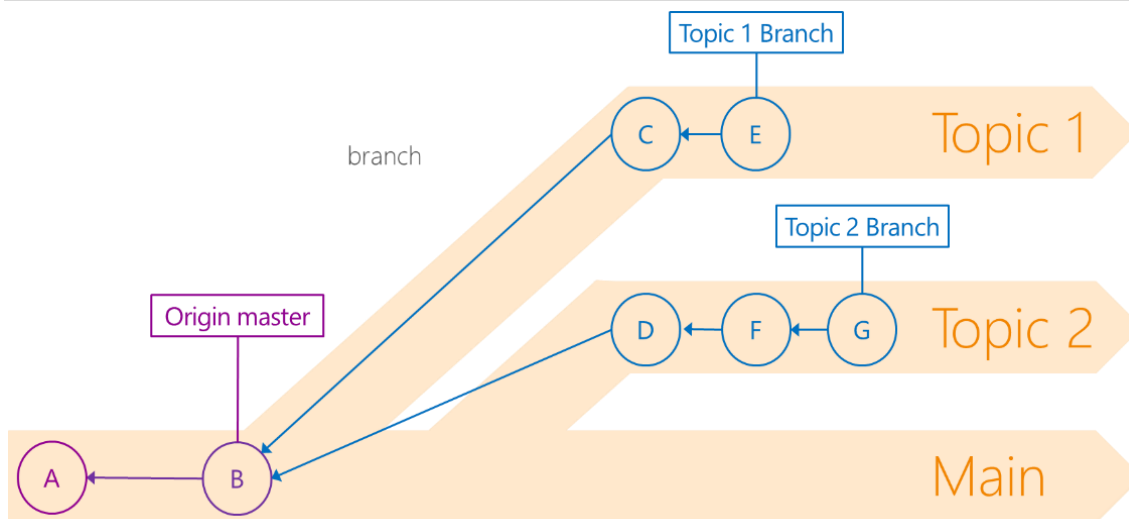 Topic 1 Branch
C
E
Topic 1
branch
Topic 2 Branch
Origin master
D
F
G
Topic 2
A
B
Main